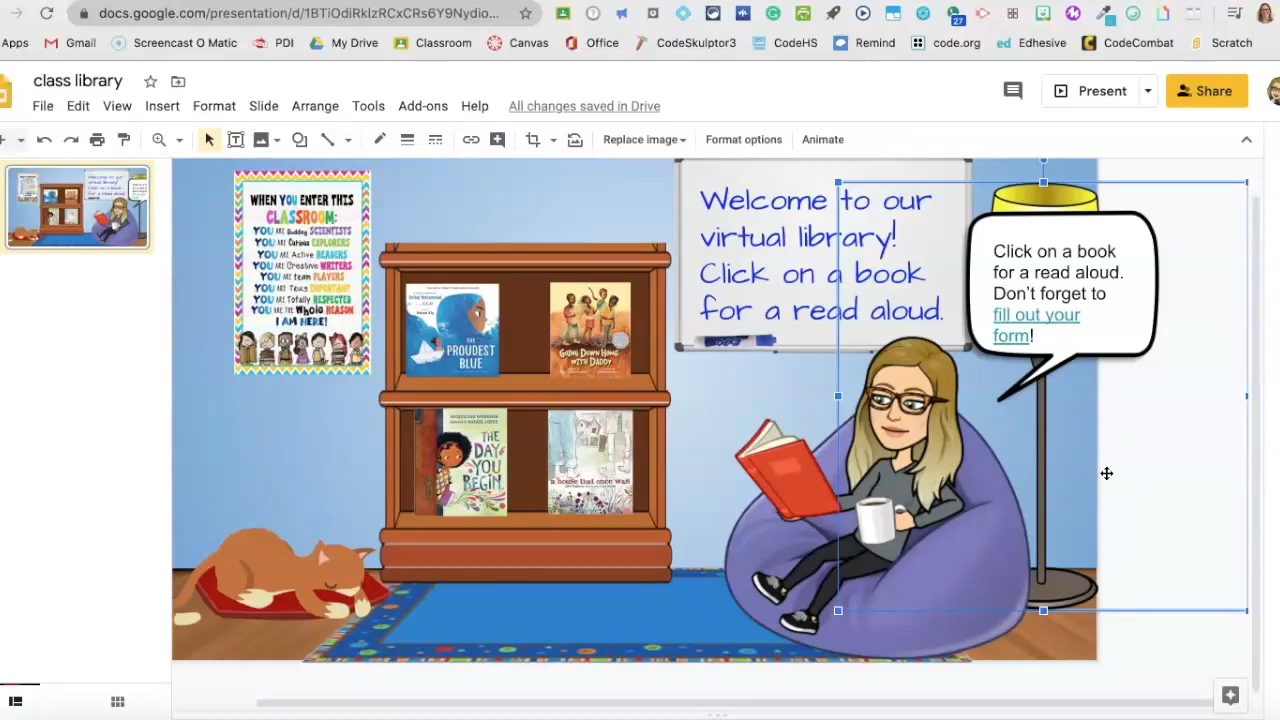 docs.google.com/presentation/d/1BTiOdiRklzRCxCRs6Y9Nydio...
27
Apps Gmail Screencast O Matic PDI My Drive Classroom Canvas Office CodeSkulptor3 CodeHS Remind code.org Edhesive CodeCombat Scratch
class library
File Edit View Insert Format Slide Arrange Tools Add-ons Help All changes saved in Drive
Present
Share
Replace image Format options Animate
WHEN YOU ENTER THIS
CLASSROOM:
YOU ARE Budding SCIENTISTS
YOU ARE Curious EXPLORERS
YOU ARE Active READERS
YOU ARE Creative WRITERS
YOU ARE team PLAYERS
YOU ARE Truly IMPORTANT
YOU ARE Totally RESPECTED
YOU ARE the Whole REASON
I AM HERE!
THE
PROUDEST
BLUE
GOING DOWN HOME
WITH DADDY
JACQUELINE WOODSON
RAFAEL LÓPEZ
THE
DAY
YOU
BEGIN
a house that once was
Welcome to our
virtual library!
Click on a book
for a read aloud.
EXPO
Click on a book
for a read aloud.
Don't forget to
fill out your
form!